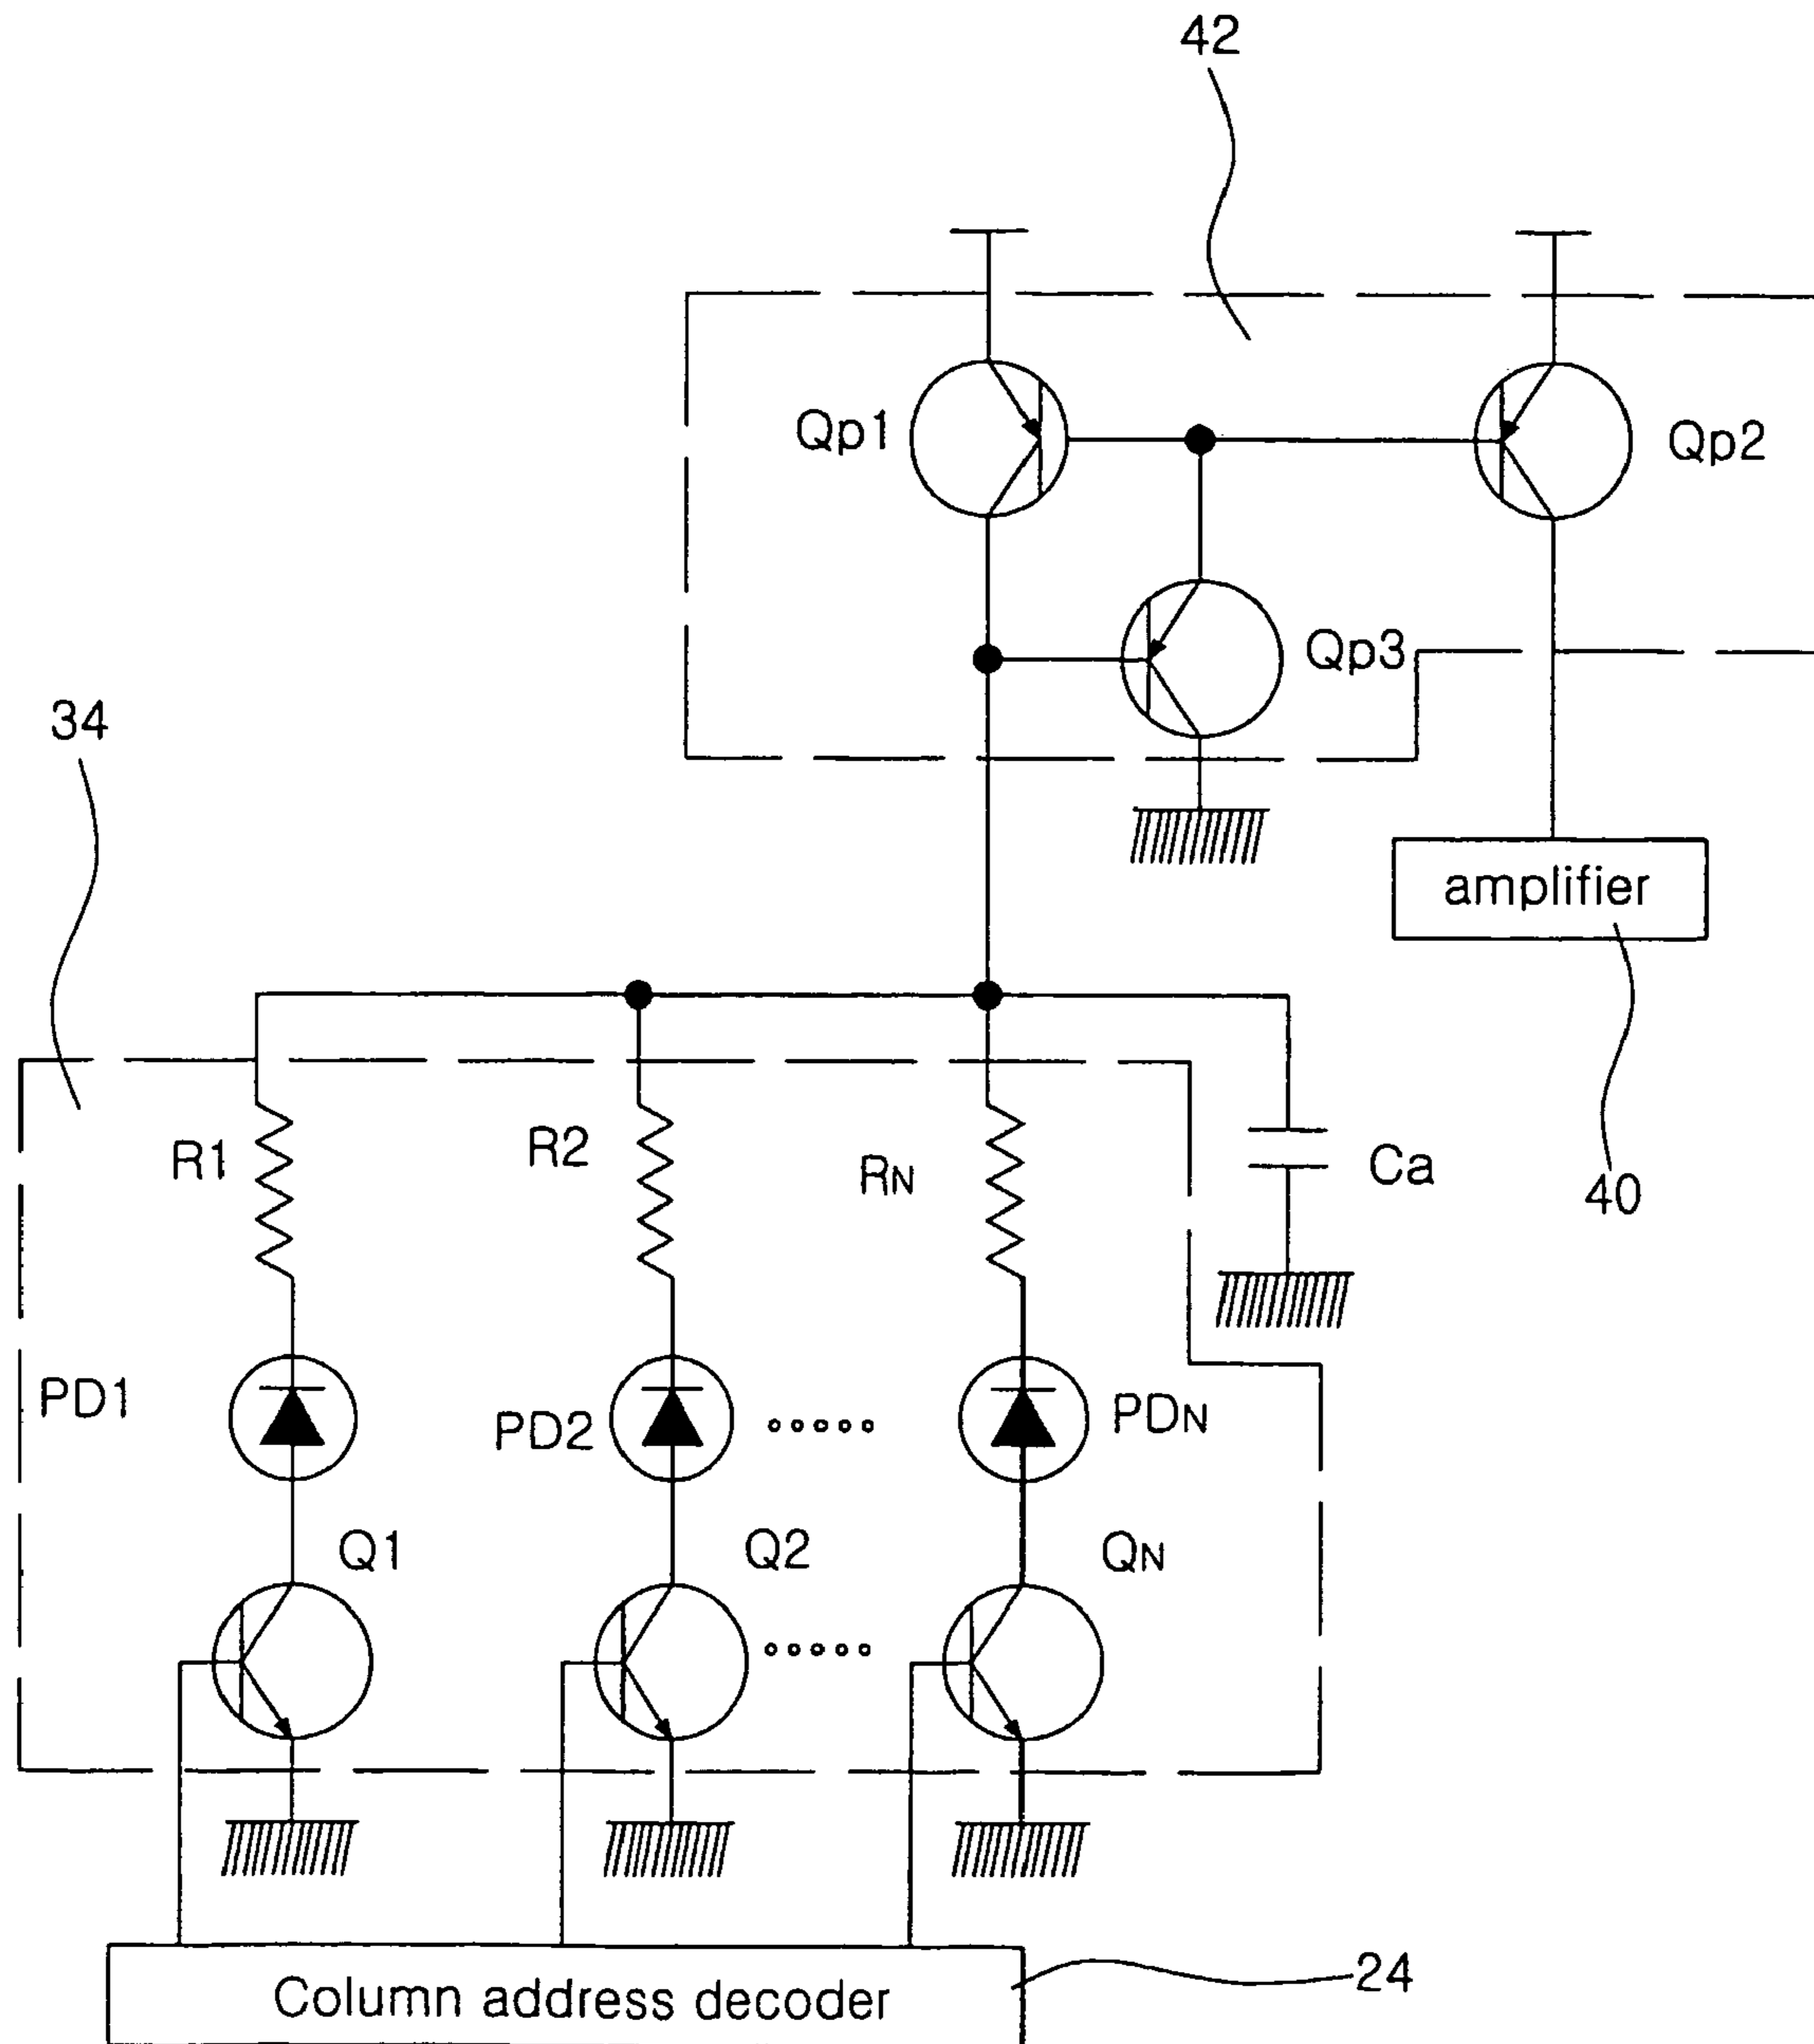 42
Qp1
Qp2
Qp3
34
amplifier
R1
R2
RN
Ca
40
PD1
PD2
PDN
Q1
Q2
QN
Column address decoder
24